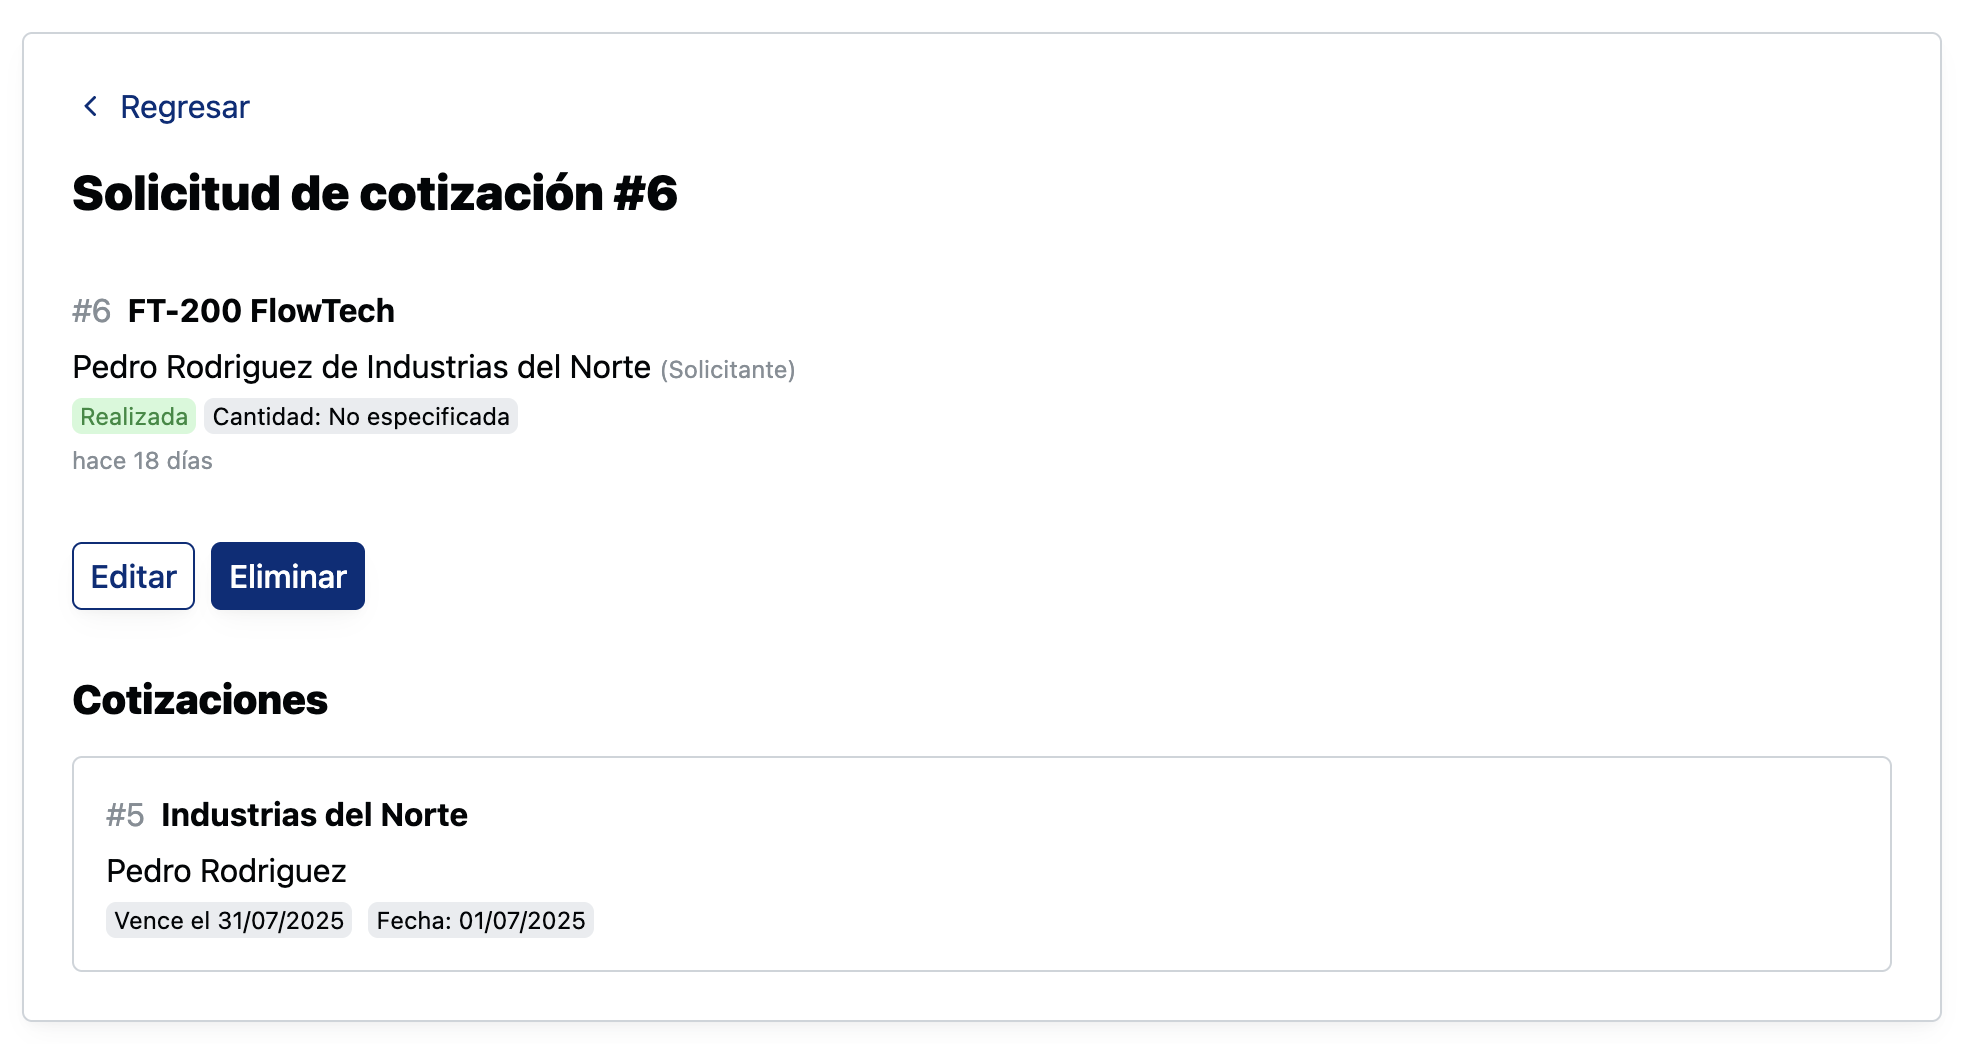 Regresar
Solicitud de cotización #6
#6 FT-200 FlowTech
Pedro Rodriguez de Industrias del Norte (Solicitante)
Realizada Cantidad: No especificada
hace 18 días
Editar Eliminar
Cotizaciones
#5 Industrias del Norte
Pedro Rodriguez
Vence el 31/07/2025 Fecha: 01/07/2025